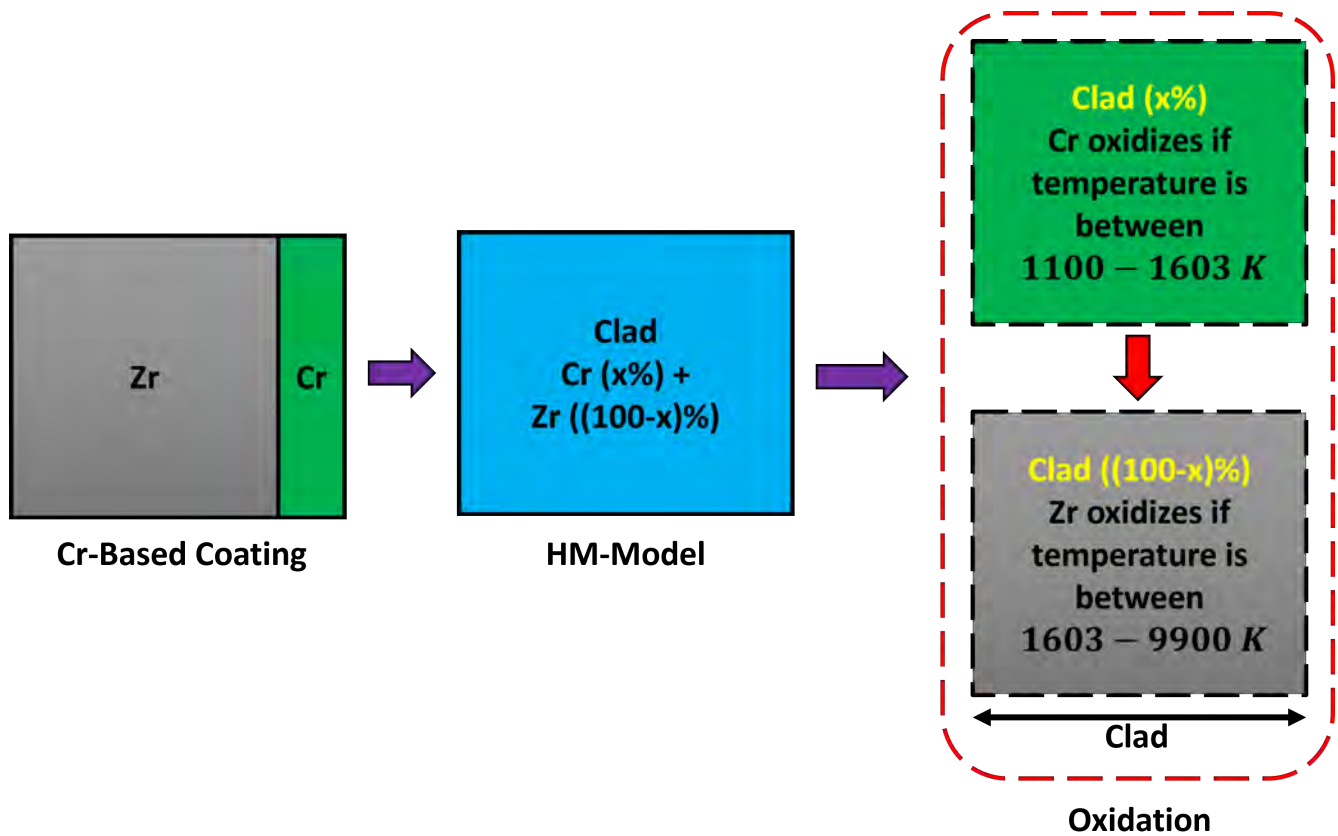 Zr
Cr
Cr-Based Coating
Clad
Cr (x%) +
Zr ((100-x)%)
HM-Model
Clad (x%)
Cr oxidizes if
temperature is
between
1100 − 1603 K
Clad ((100-x)%)
Zr oxidizes if
temperature is
between
1603 − 9900 K
Clad
Oxidation